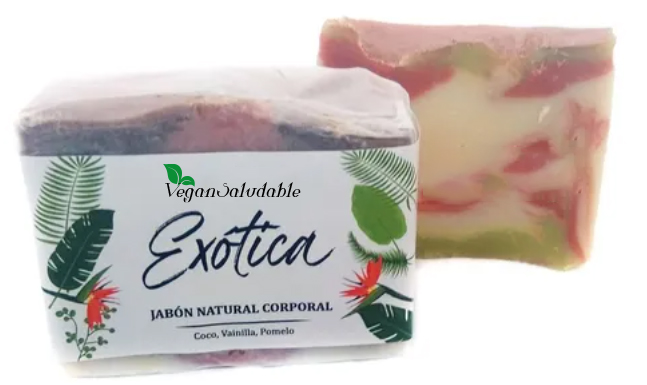 VeganSaludable
Exótica
JABÓN NATURAL CORPORAL
Coco, Vainilla, Pomelo